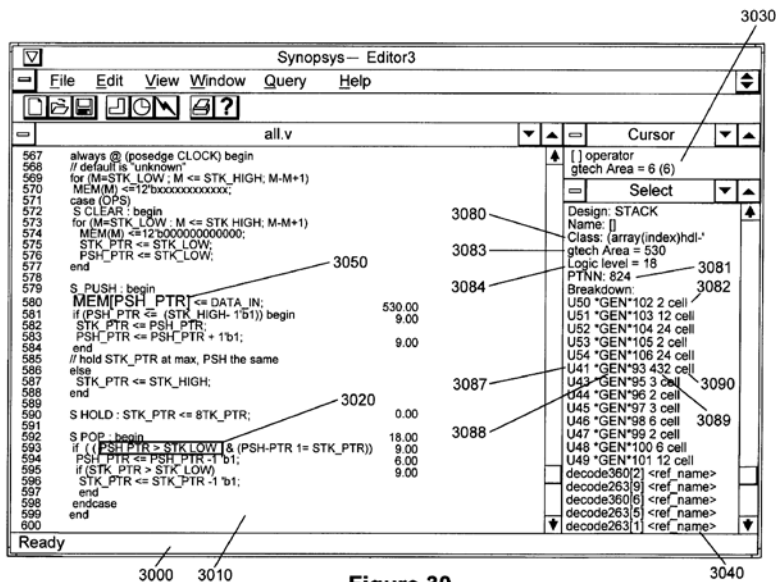 3030
Synopsys— Editor3
File Edit View Window Query Help
?
all.v
Cursor
[ ] operator
gtech Area = 6 (6)
Select
567 always @ (posedge CLOCK) begin
568 // default is "unknown"
569 for (M=STK_LOW ; M <= STK_HIGH; M-M+1)
570 MEM(M) <=12'bxxxxxxxxxxxx;
571 case (OPS)
572 S CLEAR : begin
573 for (M=STK_LOW : M <= STK HIGH; M-M+1)
574 MEM(M) <=12'b000000000000;
575 STK_PTR <= STK_LOW;
576 PSH_PTR <= STK_LOW;
577 end
578
579 S_PUSH : begin
580 MEM[PSH_PTR] <= DATA_IN; 530.00
581 if (PSH_PTR <= (STK_HIGH- 1'b1)) begin 9.00
582 STK_PTR <= PSH_PTR;
583 PSH_PTR <= PSH_PTR + 1'b1; 9.00
584 end
585 // hold STK_PTR at max, PSH the same
586 else
587 STK_PTR <= STK_HIGH;
588 end
589
590 S HOLD : STK_PTR <= 8TK_PTR; 0.00
591
592 S POP : begin 18.00
593 if ( ( PSH PTR > STK LOW & (PSH-PTR 1= STK_PTR)) 9.00
594 PSH_PTR <= PSH_PTR -1 'b1; 6.00
595 if (STK_PTR > STK_LOW) 9.00
596 STK_PTR <= STK_PTR -1 'b1;
597 end
598 endcase
599 end
600
3050
3020
Design: STACK
Name: []
Class: (array(index)hdl-'
gtech Area = 530
Logic level = 18
PTNN: 824
Breakdown:
U50 *GEN*102 2 cell
U51 *GEN*103 12 cell
U52 *GEN*104 24 cell
U53 *GEN*105 2 cell
U54 *GEN*106 24 cell
U41 *GEN*93 432 cell
U43 *GEN*95 3 cell
U44 *GEN*96 2 cell
U45 *GEN*97 3 cell
U46 *GEN*98 6 cell
U47 *GEN*99 2 cell
U48 *GEN*100 6 cell
U49 *GEN*101 12 cell
decode360[2] <ref_name>
decode263[9] <ref_name>
decode360[6] <ref_name>
decode263[5] <ref_name>
decode263[1] <ref_name>
3080
3083
3084
3081
3082
3087
3090
3088
3089
Ready
3000 3010
3040